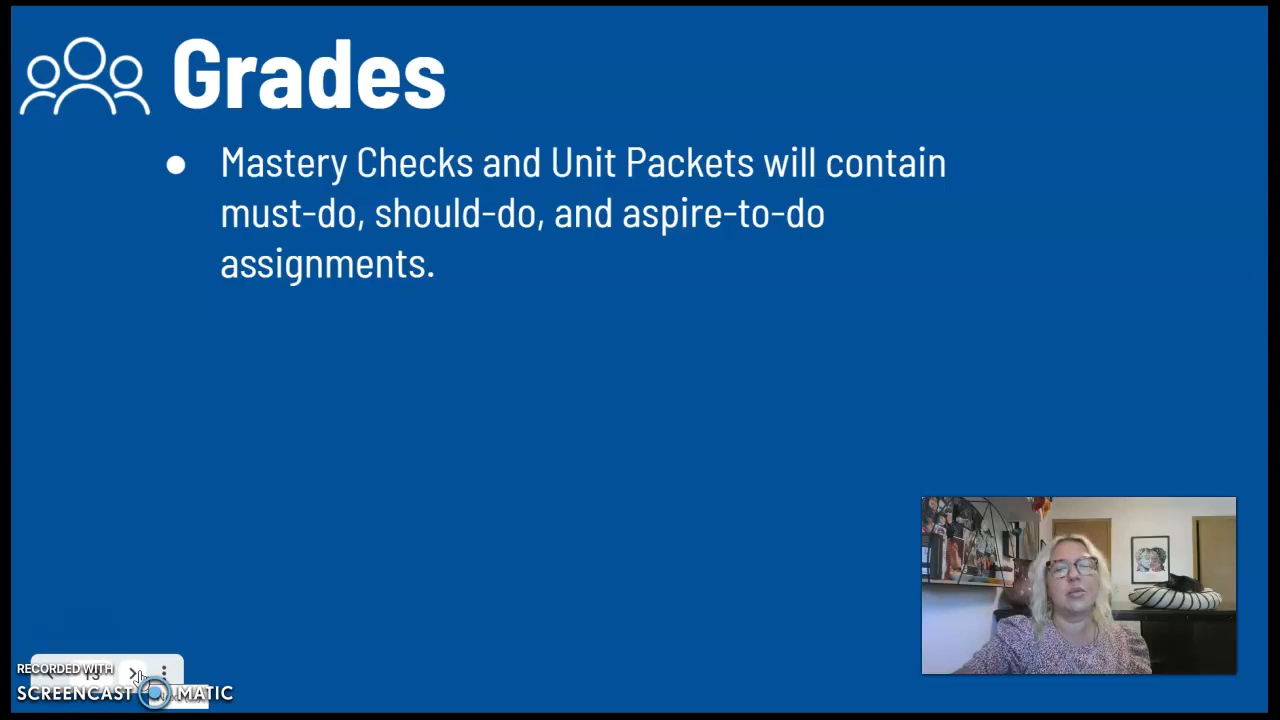 Grades
● Mastery Checks and Unit Packets will contain
must-do, should-do, and aspire-to-do
assignments.
RECORDED WITH
SCREENCAST-O-MATIC